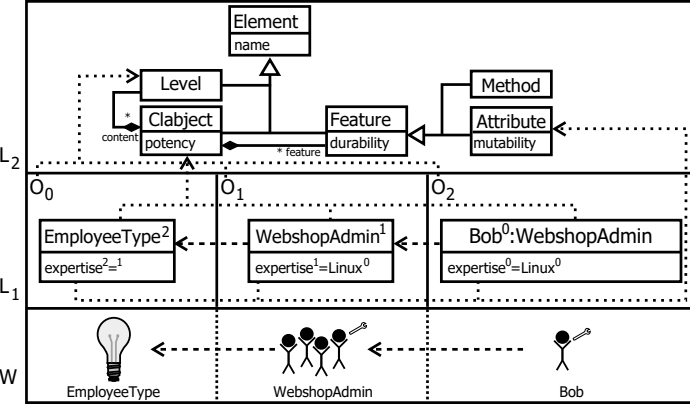 Element
name
Level
Method
*
content
Clabject
potency
* feature
Feature
durability
Attribute
mutability
L2
O0
O1
O2
EmployeeType2
expertise2=1
WebshopAdmin1
expertise1=Linux0
Bob0:WebshopAdmin
expertise0=Linux0
L1
W
EmployeeType
WebshopAdmin
Bob